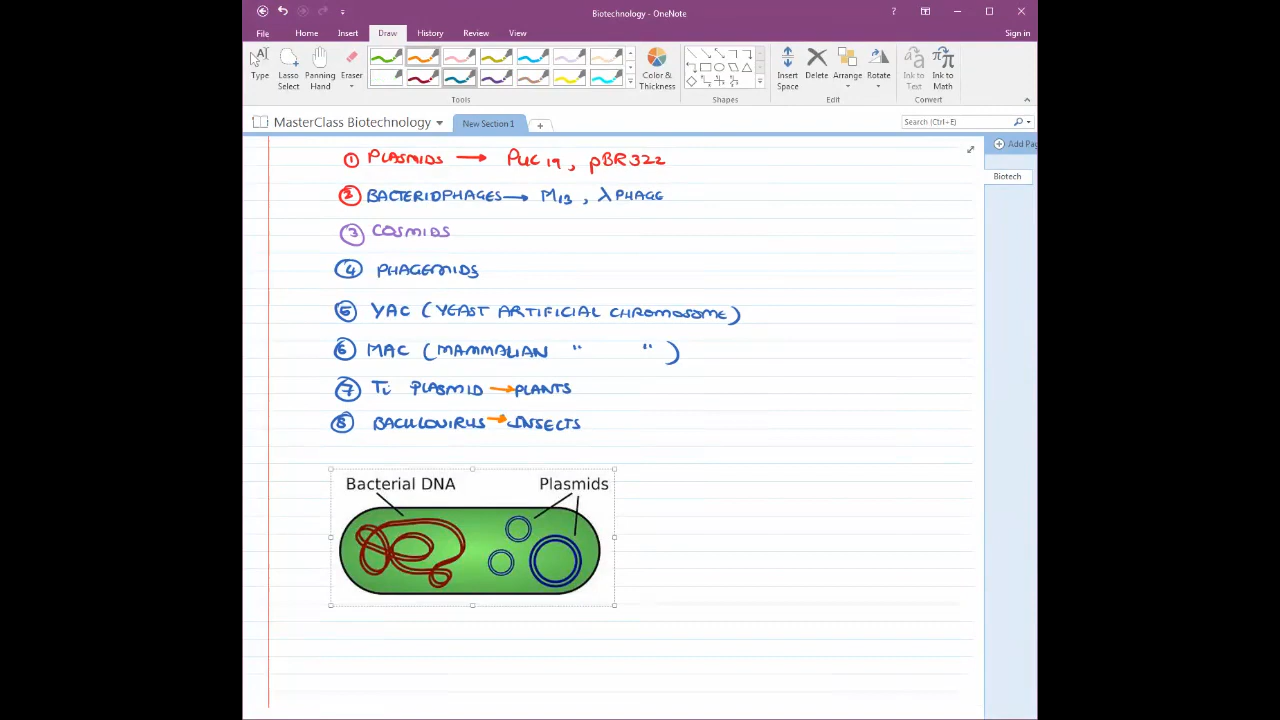 Biotechnology - OneNote
? 
File Home Insert Draw History Review View Sign in
Type Lasso Select Panning Hand Eraser Color & Thickness Insert Space Delete Arrange Rotate Ink to Text Ink to Math
Tools Shapes Edit Convert
MasterClass Biotechnology New Section 1 Search (Ctrl+E)
Add Pag
Biotech
① PLASMIDS → PUC 19, pBR322
② BACTERIOPHAGES → M13, λ PHAGE
③ COSMIDS
④ PHAGEMIDS
⑤ YAC (YEAST ARTIFICIAL CHROMOSOME)
⑥ MAC (MAMMALIAN " ")
⑦ Ti PLASMID → PLANTS
⑧ BACULOVIRUS → INSECTS
Bacterial DNA Plasmids